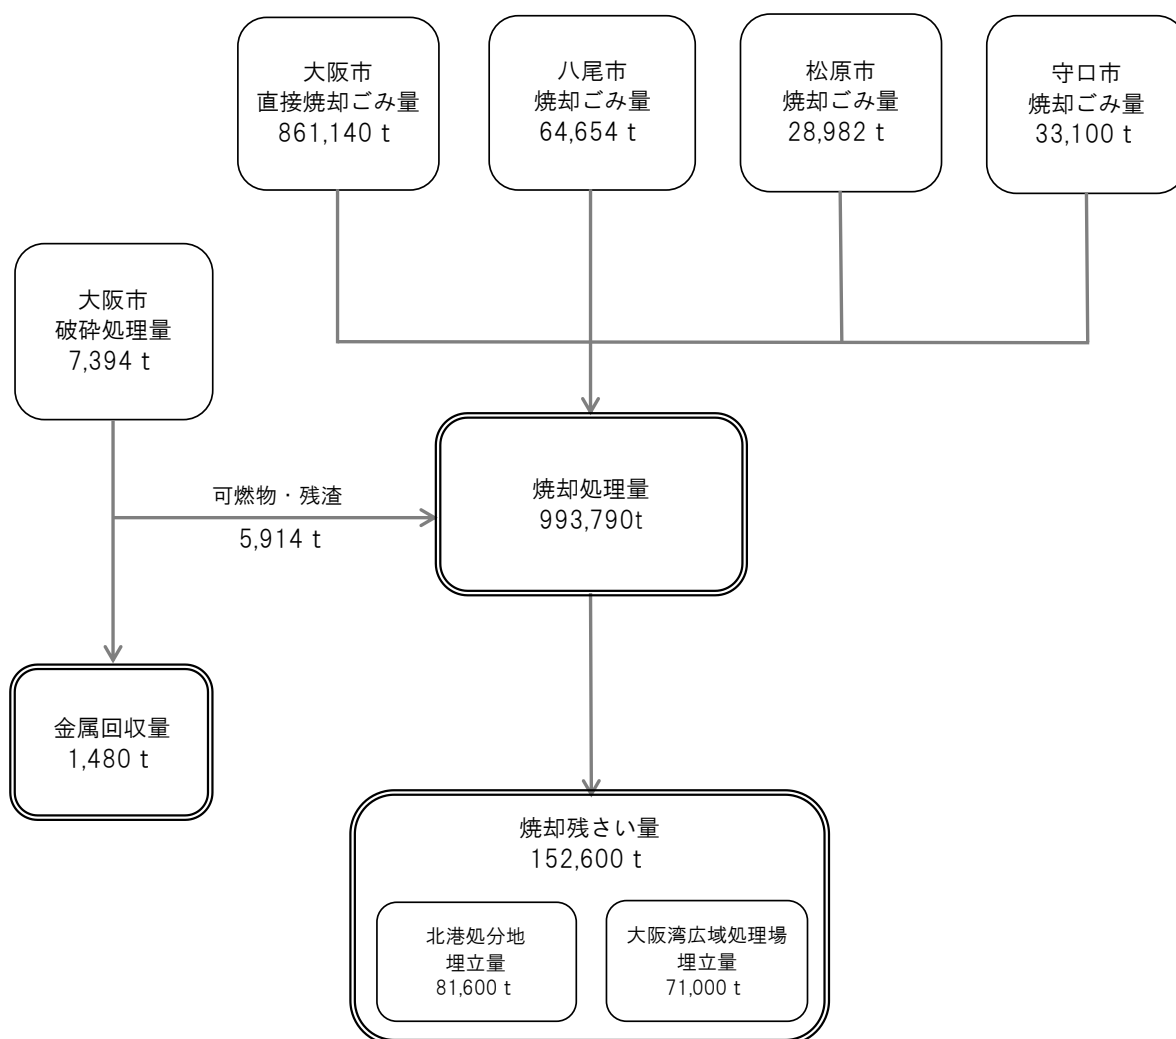 大阪市
直接焼却ごみ量
861,140 t
八尾市
焼却ごみ量
64,654 t
松原市
焼却ごみ量
28,982 t
守口市
焼却ごみ量
33,100 t
大阪市
破砕処理量
7,394 t
可燃物・残渣
5,914 t
焼却処理量
993,790t
金属回収量
1,480 t
焼却残さい量
152,600 t
北港処分地
埋立量
81,600 t
大阪湾広域処理場
埋立量
71,000 t